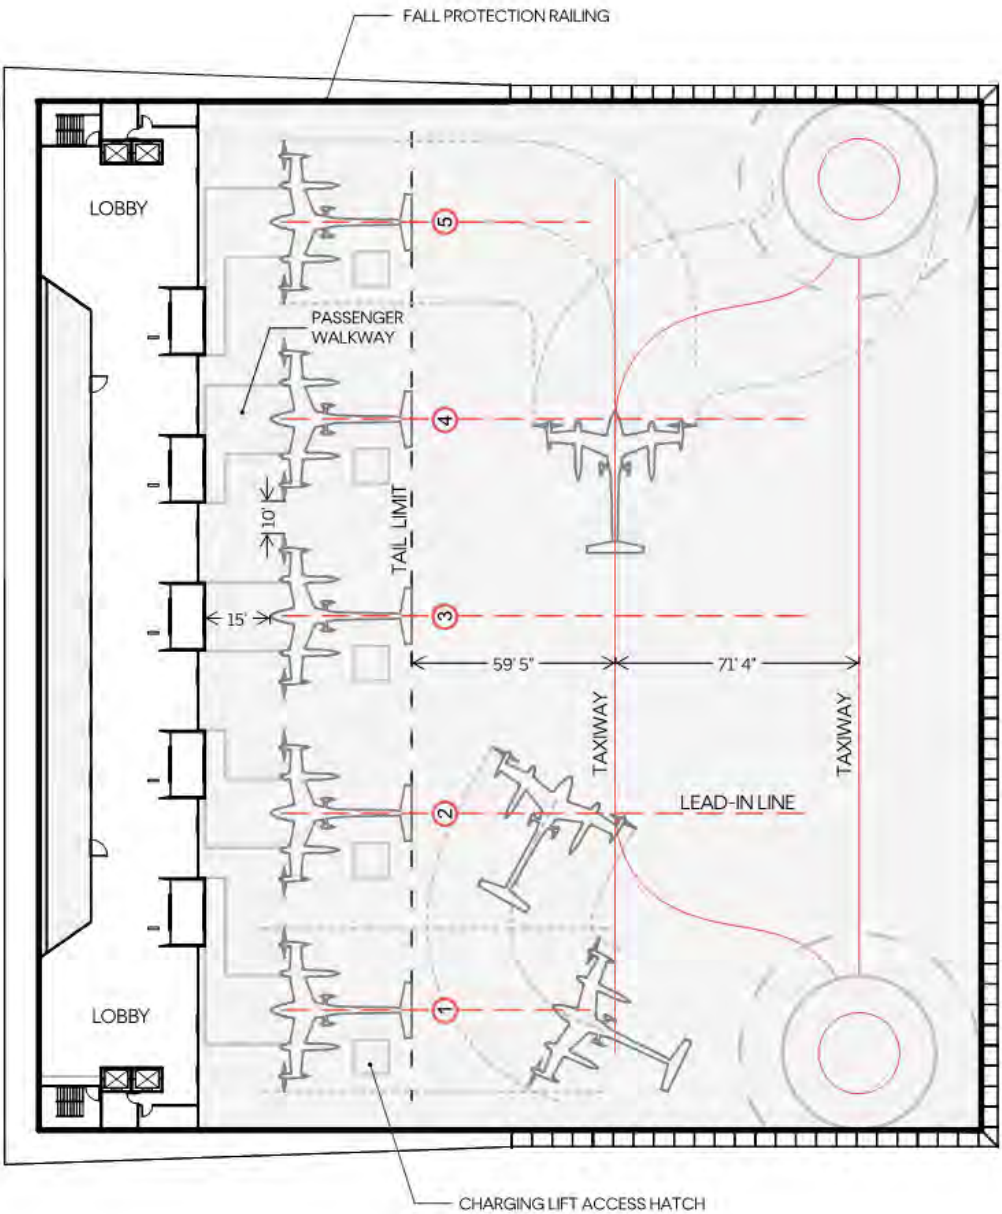 FALL PROTECTION RAILING
LOBBY
5
PASSENGER
WALKWAY
4
10'
TAIL LIMIT
15'
3
59' 5"
71' 4"
TAXIWAY
TAXIWAY
2
LEAD-IN LINE
LOBBY
1
CHARGING LIFT ACCESS HATCH